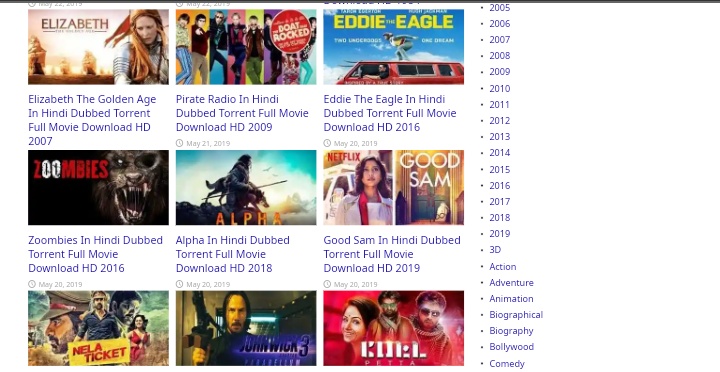 May 22, 2019
May 22, 2019
2005
2006
2007
2008
2009
2010
2011
2012
2013
2014
2015
2016
2017
2018
2019
3D
Action
Adventure
Animation
Biographical
Biography
Bollywood
Comedy
ELIZABETH
THE BOAT THAT ROCKED
TARON EGERTON HUGH JACKMAN
EDDIE THE EAGLE
TWO UNDERDOGS ONE DREAM
Elizabeth The Golden Age
In Hindi Dubbed Torrent
Full Movie Download HD
2007
Pirate Radio In Hindi
Dubbed Torrent Full Movie
Download HD 2009
May 21, 2019
Eddie The Eagle In Hindi
Dubbed Torrent Full Movie
Download HD 2016
May 20, 2019
ZOOMBIES
ALPHA
NETFLIX
GOOD
SAM
Zoombies In Hindi Dubbed
Torrent Full Movie
Download HD 2016
May 20, 2019
Alpha In Hindi Dubbed
Torrent Full Movie
Download HD 2018
May 20, 2019
Good Sam In Hindi Dubbed
Torrent Full Movie
Download HD 2019
May 20, 2019
NELA
TICKET
JOHN WICK 3
PARABELLUM
PETTA